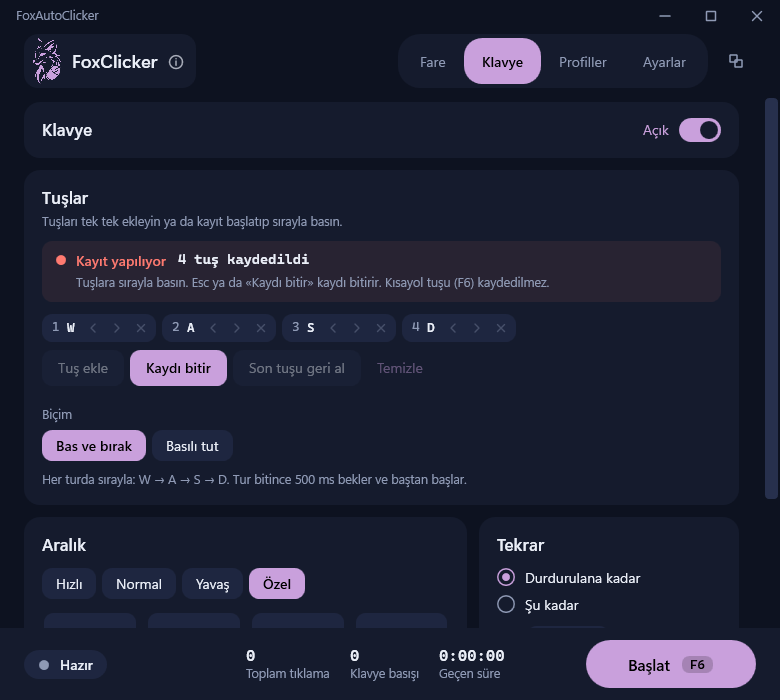 FoxAutoClicker
FoxClicker
Fare Klavye Profiller Ayarlar
Klavye Açık
Tuşlar
Tuşları tek tek ekleyin ya da kayıt başlatıp sırayla basın.
Kayıt yapılıyor 4 tuş kaydedildi
Tuşlara sırayla basın. Esc ya da «Kaydı bitir» kaydı bitirir. Kısayol tuşu (F6) kaydedilmez.
1 W 2 A 3 S 4 D
Tuş ekle Kaydı bitir Son tuşu geri al Temizle
Biçim
Bas ve bırak Basılı tut
Her turda sırayla: W → A → S → D. Tur bitince 500 ms bekler ve baştan başlar.
Aralık
Hızlı Normal Yavaş Özel
Tekrar
Durdurulana kadar
Şu kadar
Hazır
0 Toplam tıklama
0 Klavye basışı
0:00:00 Geçen süre
Başlat F6